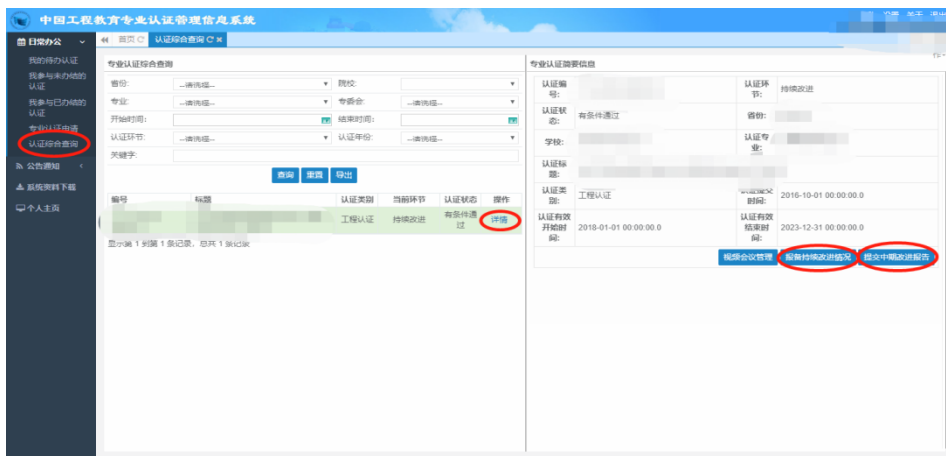 中国工程教育专业认证管理信息系统
设置 关于 退出
日常办公
首页
认证综合查询
我的待办认证
我参与未办结的认证
我参与已办结的认证
专业认证申请
认证综合查询
公告通知
系统资料下载
个人主页
专业认证综合查询
省份: --请选择-- 院校:
专业: --请选择-- 专委会: --请选择--
开始时间: 结束时间:
认证环节: --请选择-- 认证年份: --请选择--
关键字:
查询 重置 导出
编号 标题 认证类别 当前环节 认证状态 操作
工程认证 持续改进 有条件通过 详情
显示第 1 到第 1 条记录，总共 1 条记录
专业认证简要信息
认证编号: 认证环节: 持续改进
认证状态: 有条件通过 省份:
学校: 认证专业:
认证标题:
认证类别: 工程认证 时间: 2016-10-01 00:00:00.0
认证有效开始时间: 2018-01-01 00:00:00.0 认证有效结束时间: 2023-12-31 00:00:00.0
视频会议管理 报备持续改进情况 提交中期改进报告